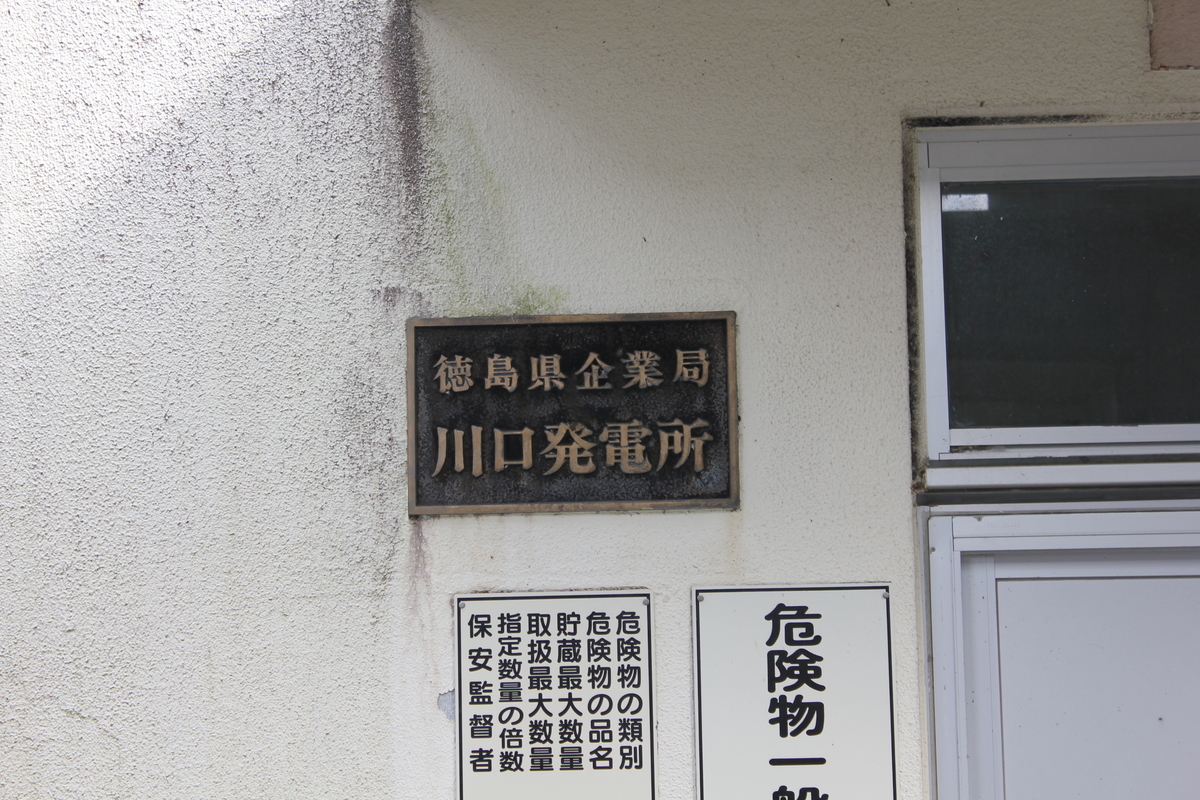 徳島県企業局
川口発電所
危険物の類別
危険物の品名
貯蔵最大数量
取扱最大数量
指定数量の倍数
保安監督者
危険物一般